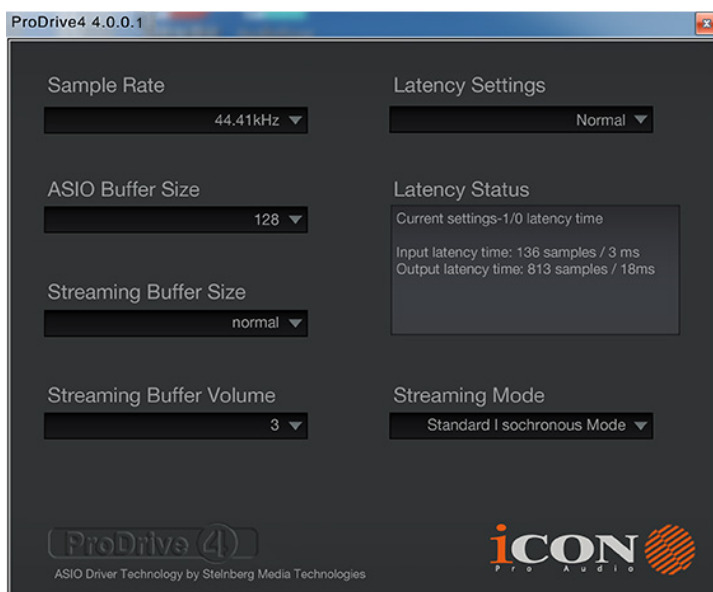 ProDrive4 4.0.0.1
x
Sample Rate
44.41kHz
ASIO Buffer Size
128
Streaming Buffer Size
normal
Streaming Buffer Volume
3
Latency Settings
Normal
Latency Status
Current settings-1/0 latency time
Input latency time: 136 samples / 3 ms
Output latency time: 813 samples / 18ms
Streaming Mode
Standard I sochronous Mode
ProDrive 4
ASIO Driver Technology by Stelnberg Media Technologies
iCON
Pro Audio